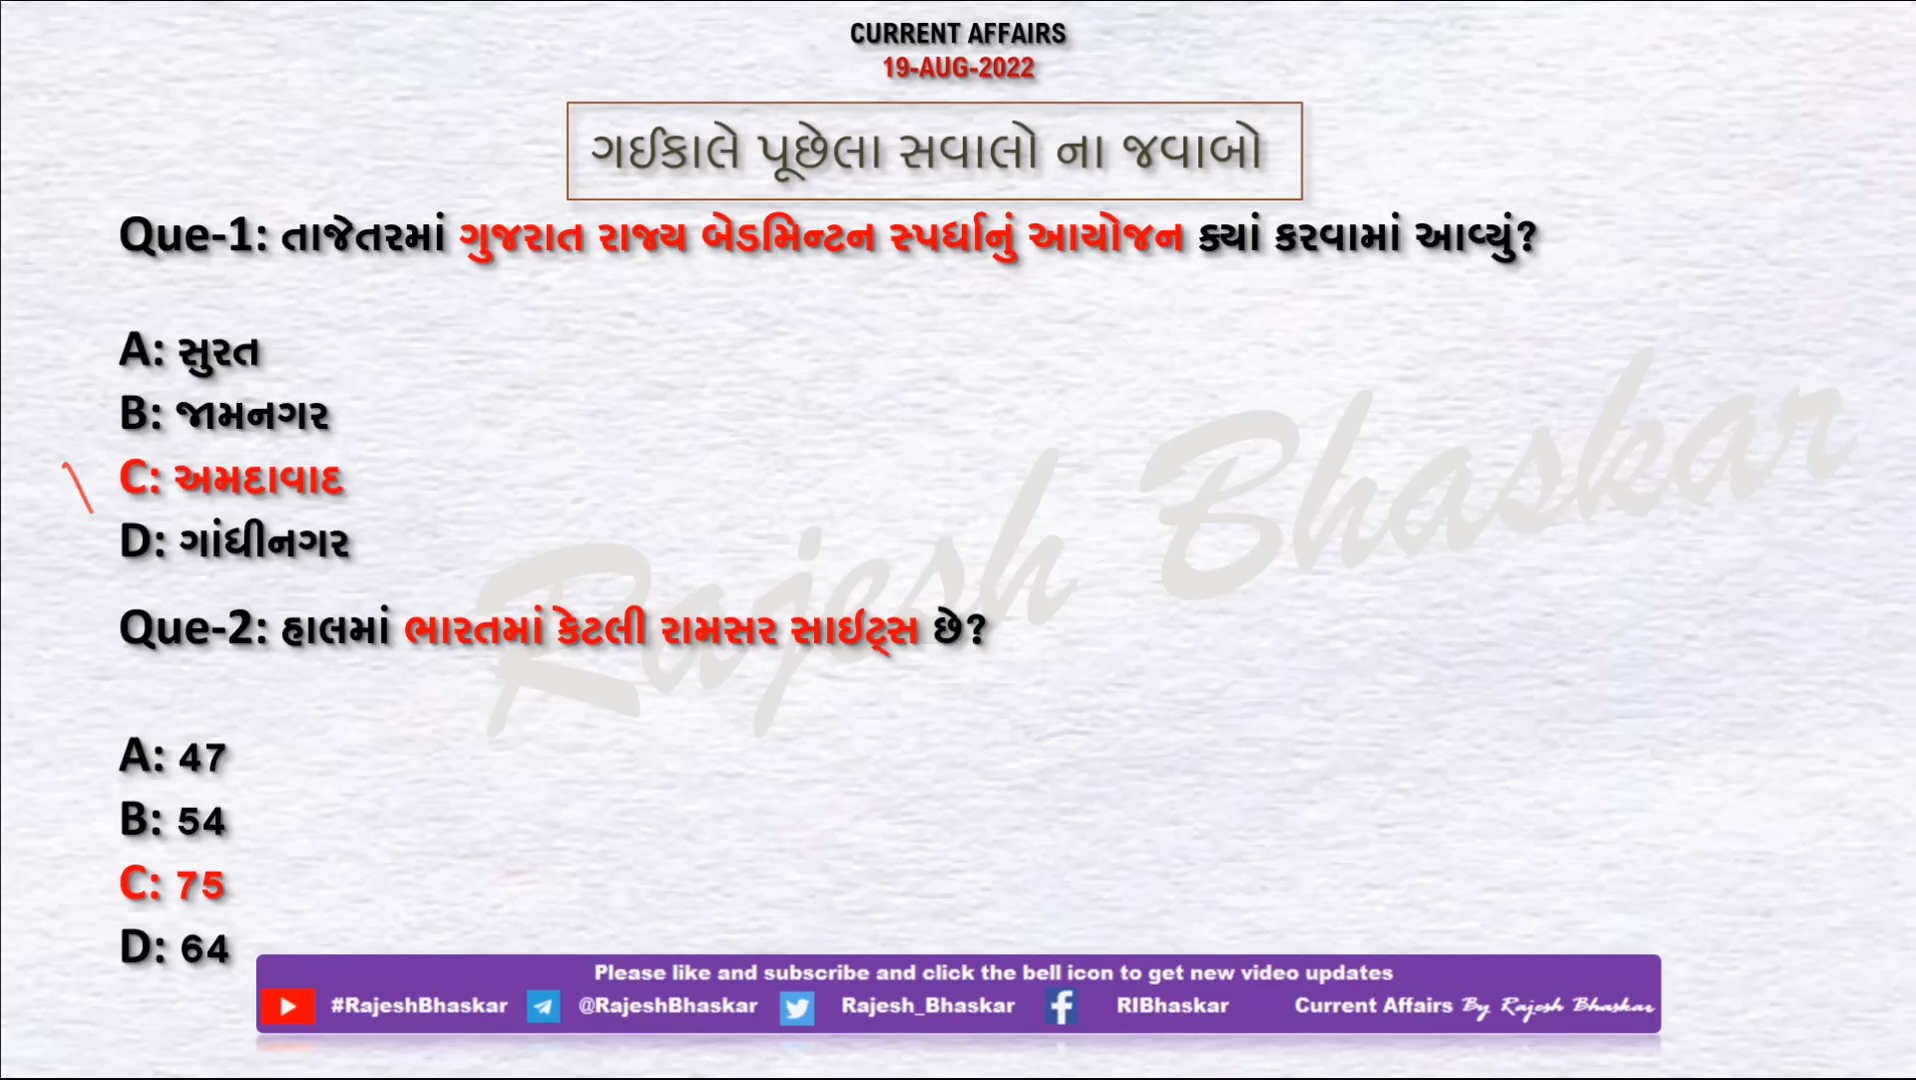 CURRENT AFFAIRS
19-AUG-2022
ગઈકાલે પૂછેલા સવાલો ના જવાબો
Que-1: તાજેતરમાં ગુજરાત રાજ્ય બેડમિન્ટન સ્પર્ધાનું આયોજન ક્યાં કરવામાં આવ્યું?
A: સુરત
B: જામનગર
C: અમદાવાદ
D: ગાંધીનગર
Que-2: હાલમાં ભારતમાં કેટલી રામસર સાઈટ્સ છે?
A: 47
B: 54
C: 75
D: 64
Rajesh Bhaskar
Please like and subscribe and click the bell icon to get new video updates
#RajeshBhaskar @RajeshBhaskar Rajesh_Bhaskar f RIBhaskar Current Affairs By Rajesh Bhaskar